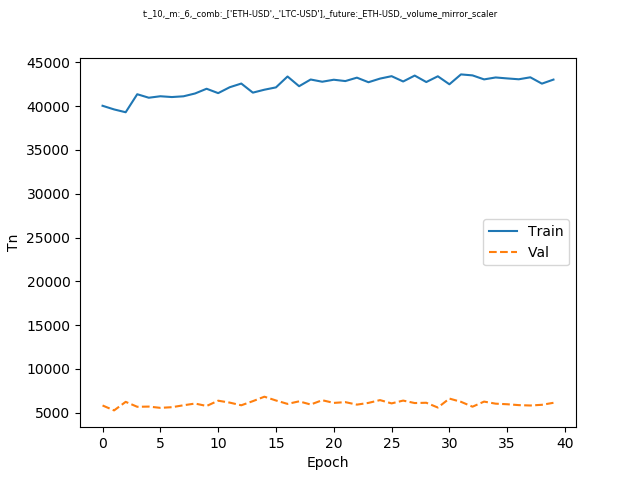 t:_10,_m:_6,_comb:_['ETH-USD',_'LTC-USD'],_future:_ETH-USD,_volume_mirror_scaler
45000
40000
35000
30000
25000
20000
15000
10000
5000
Tn
Train
Val
0 5 10 15 20 25 30 35 40
Epoch